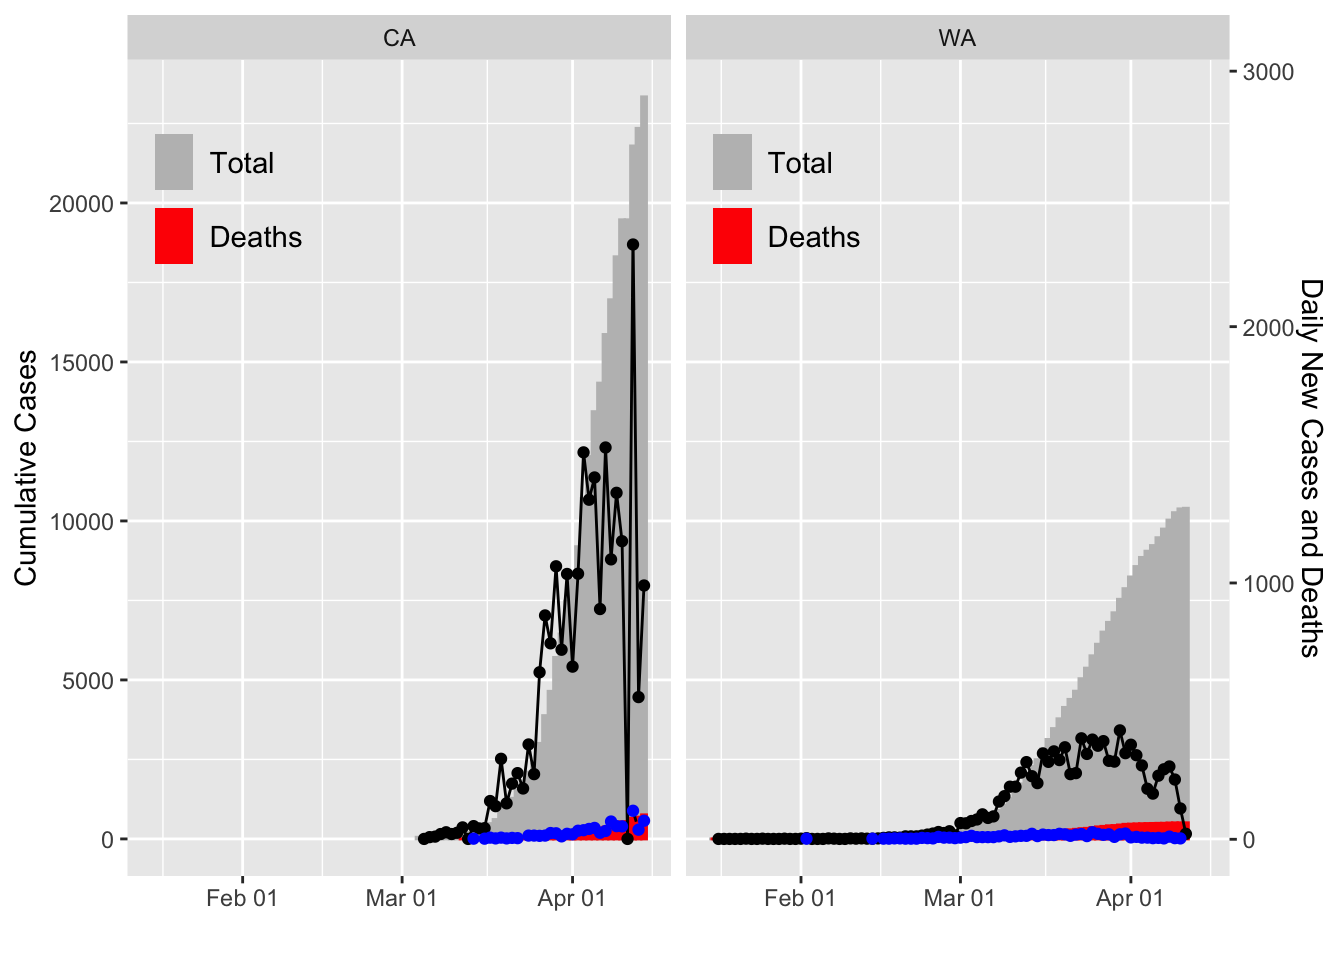 CA
WA
Total
Deaths
Total
Deaths
Cumulative Cases
20000
15000
10000
5000
0
3000
2000
1000
0
Daily New Cases and Deaths
Feb 01
Mar 01
Apr 01
Feb 01
Mar 01
Apr 01